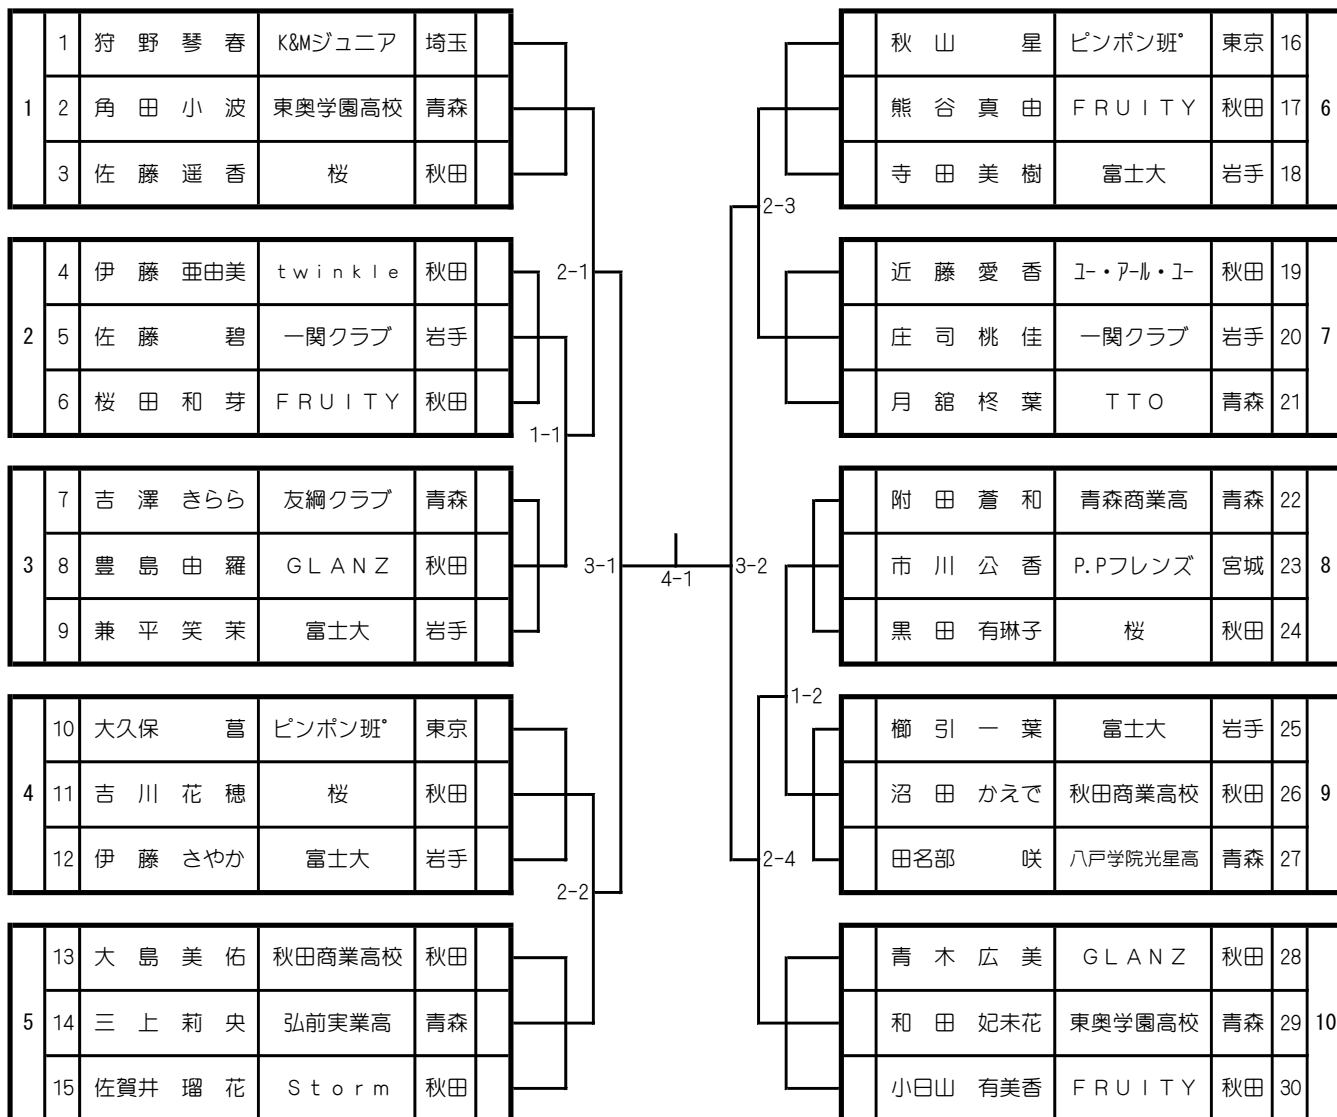 1 狩野琴春 K&Mジュニア 埼玉
1 2 角田小波 東奥学園高校 青森
3 佐藤遥香 桜 秋田
4 伊藤亜由美 twinkle 秋田
2 5 佐藤碧 一関クラブ 岩手
6 桜田和芽 FRUITY 秋田
7 吉澤きらら 友綱クラブ 青森
3 8 豊島由羅 GLANZ 秋田
9 兼平笑茉 富士大 岩手
10 大久保菖 ピンポン班° 東京
4 11 吉川花穂 桜 秋田
12 伊藤さやか 富士大 岩手
13 大島美佑 秋田商業高校 秋田
5 14 三上莉央 弘前実業高 青森
15 佐賀井瑠花 Storm 秋田
2-1
1-1
3-1
2-2
4-1
3-2
2-3
1-2
2-4
秋山星 ピンポン班° 東京 16
熊谷真由 FRUITY 秋田 17 6
寺田美樹 富士大 岩手 18
近藤愛香 ユー・アール・ユー 秋田 19
庄司桃佳 一関クラブ 岩手 20 7
月舘柊葉 TTO 青森 21
附田蒼和 青森商業高 青森 22
市川公香 P.Pフレンズ 宮城 23 8
黒田有琳子 桜 秋田 24
櫛引一葉 富士大 岩手 25
沼田かえで 秋田商業高校 秋田 26 9
田名部咲 八戸学院光星高 青森 27
青木広美 GLANZ 秋田 28
和田妃未花 東奥学園高校 青森 29 10
小日山有美香 FRUITY 秋田 30